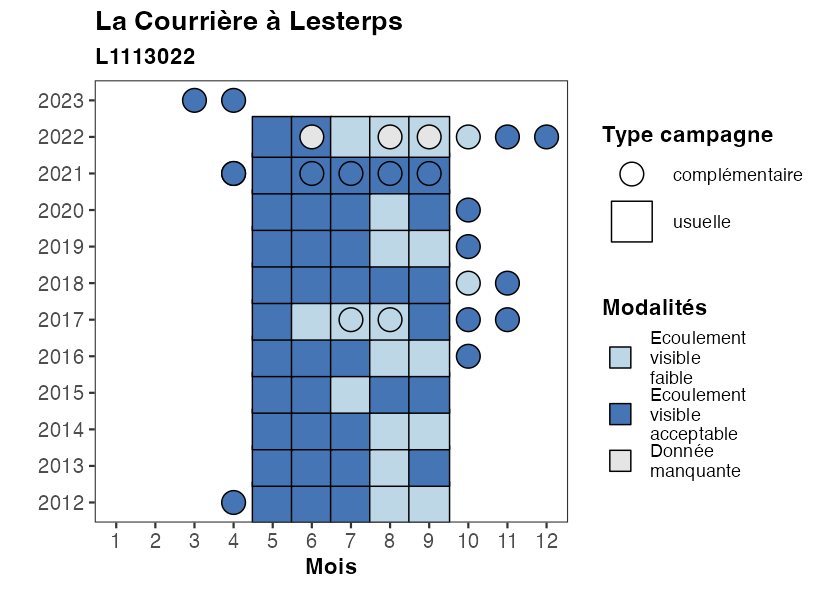 La Courrière à Lesterps
L1113022
2023
2022
2021
2020
2019
2018
2017
2016
2015
2014
2013
2012
1 2 3 4 5 6 7 8 9 10 11 12
Mois
Type campagne
complémentaire
usuelle
Modalités
Ecoulement
visible
faible
Ecoulement
visible
acceptable
Donnée
manquante